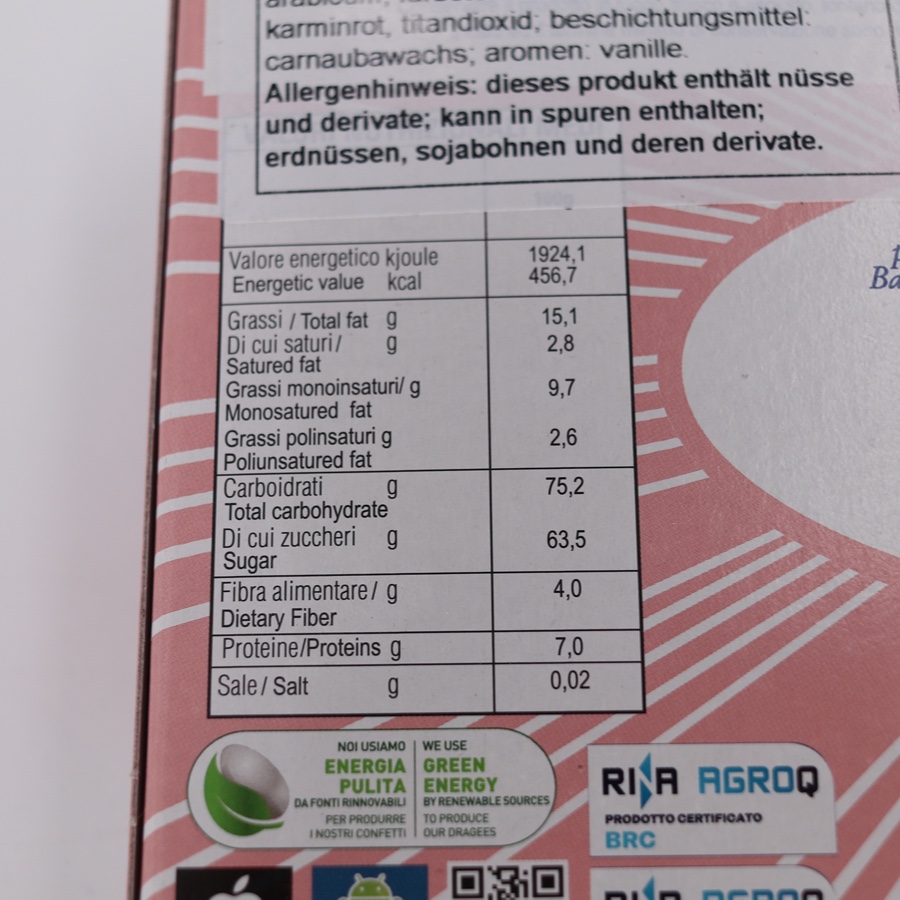 karminrot, titandioxid; beschichtungsmittel:
carnaubawachs; aromen: vanille.
Allergenhinweis: dieses produkt enthält nüsse
und derivate; kann in spuren enthalten;
erdnüssen, sojabohnen und deren derivate.
100g
Valore energetico kjoule 1924,1
Energetic value kcal 456,7
Grassi / Total fat g 15,1
Di cui saturi/ g 2,8
Satured fat
Grassi monoinsaturi/ g 9,7
Monosatured fat
Grassi polinsaturi g 2,6
Poliunsatured fat
Carboidrati g 75,2
Total carbohydrate
Di cui zuccheri g 63,5
Sugar
Fibra alimentare/ g 4,0
Dietary Fiber
Proteine/Proteins g 7,0
Sale/ Salt g 0,02
Ba
NOI USIAMO WE USE
ENERGIA GREEN
PULITA ENERGY
DA FONTI RINNOVABILI BY RENEWABLE SOURCES
PER PRODURRE TO PRODUCE
I NOSTRI CONFETTI OUR DRAGEES
RINA AGROQ
PRODOTTO CERTIFICATO
BRC
RINA AGROQ